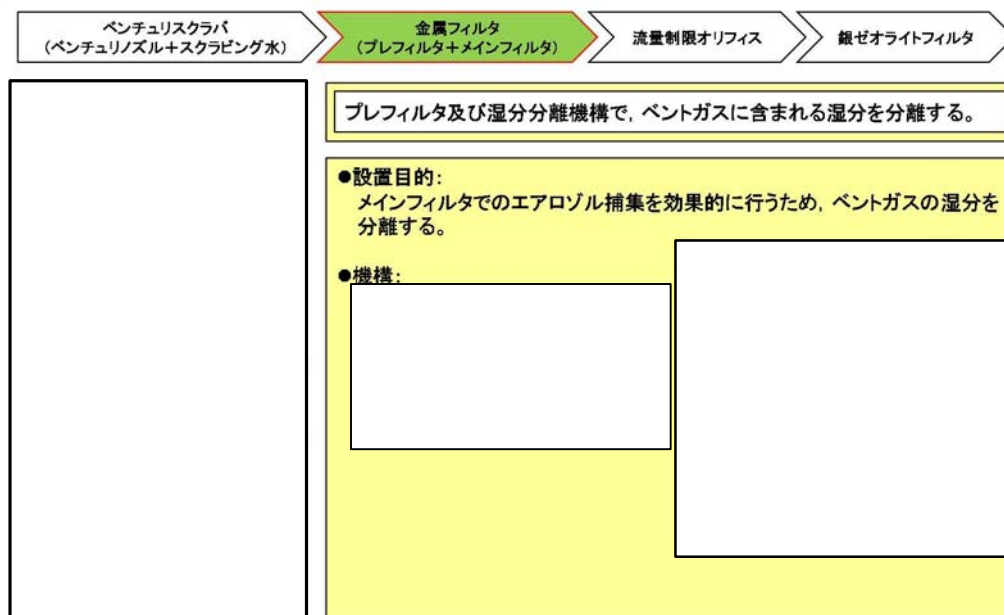 ベンチュリスクラバ
(ベンチュリノズル+スクラビング水)
金属フィルタ
(プレフィルタ+メインフィルタ)
流量制限オリフィス
銀ゼオライトフィルタ
プレフィルタ及び湿分分離機構で，ベントガスに含まれる湿分を分離する。
●設置目的:
メインフィルタでのエアロゾル捕集を効果的に行うため，ベントガスの湿分を
分離する。
●機構: